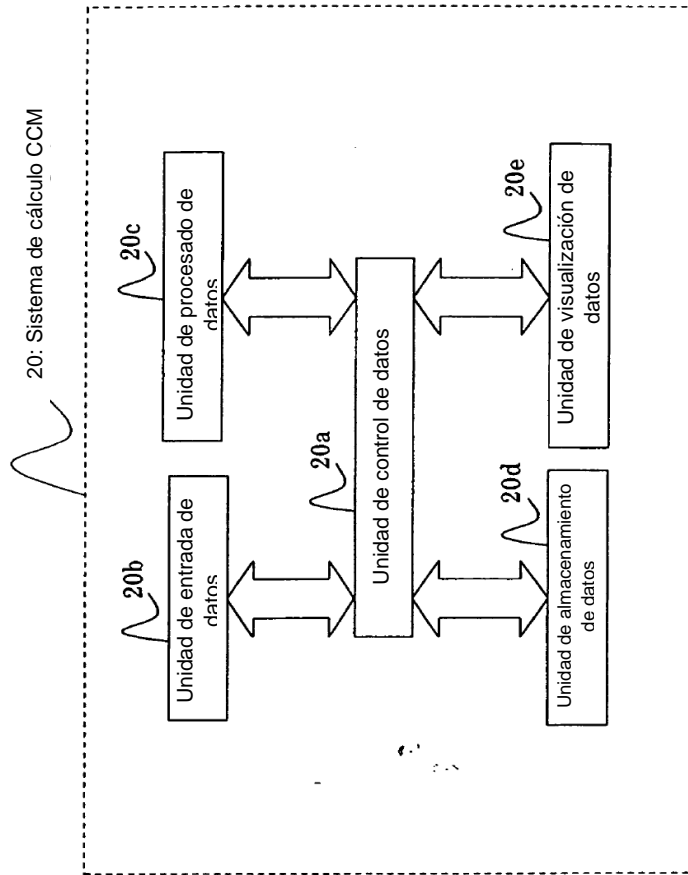 20: Sistema de cálculo CCM
20b
Unidad de entrada de
datos
20c
Unidad de procesado de
datos
20a
Unidad de control de datos
20d
Unidad de almacenamiento
de datos
20e
Unidad de visualización de
datos